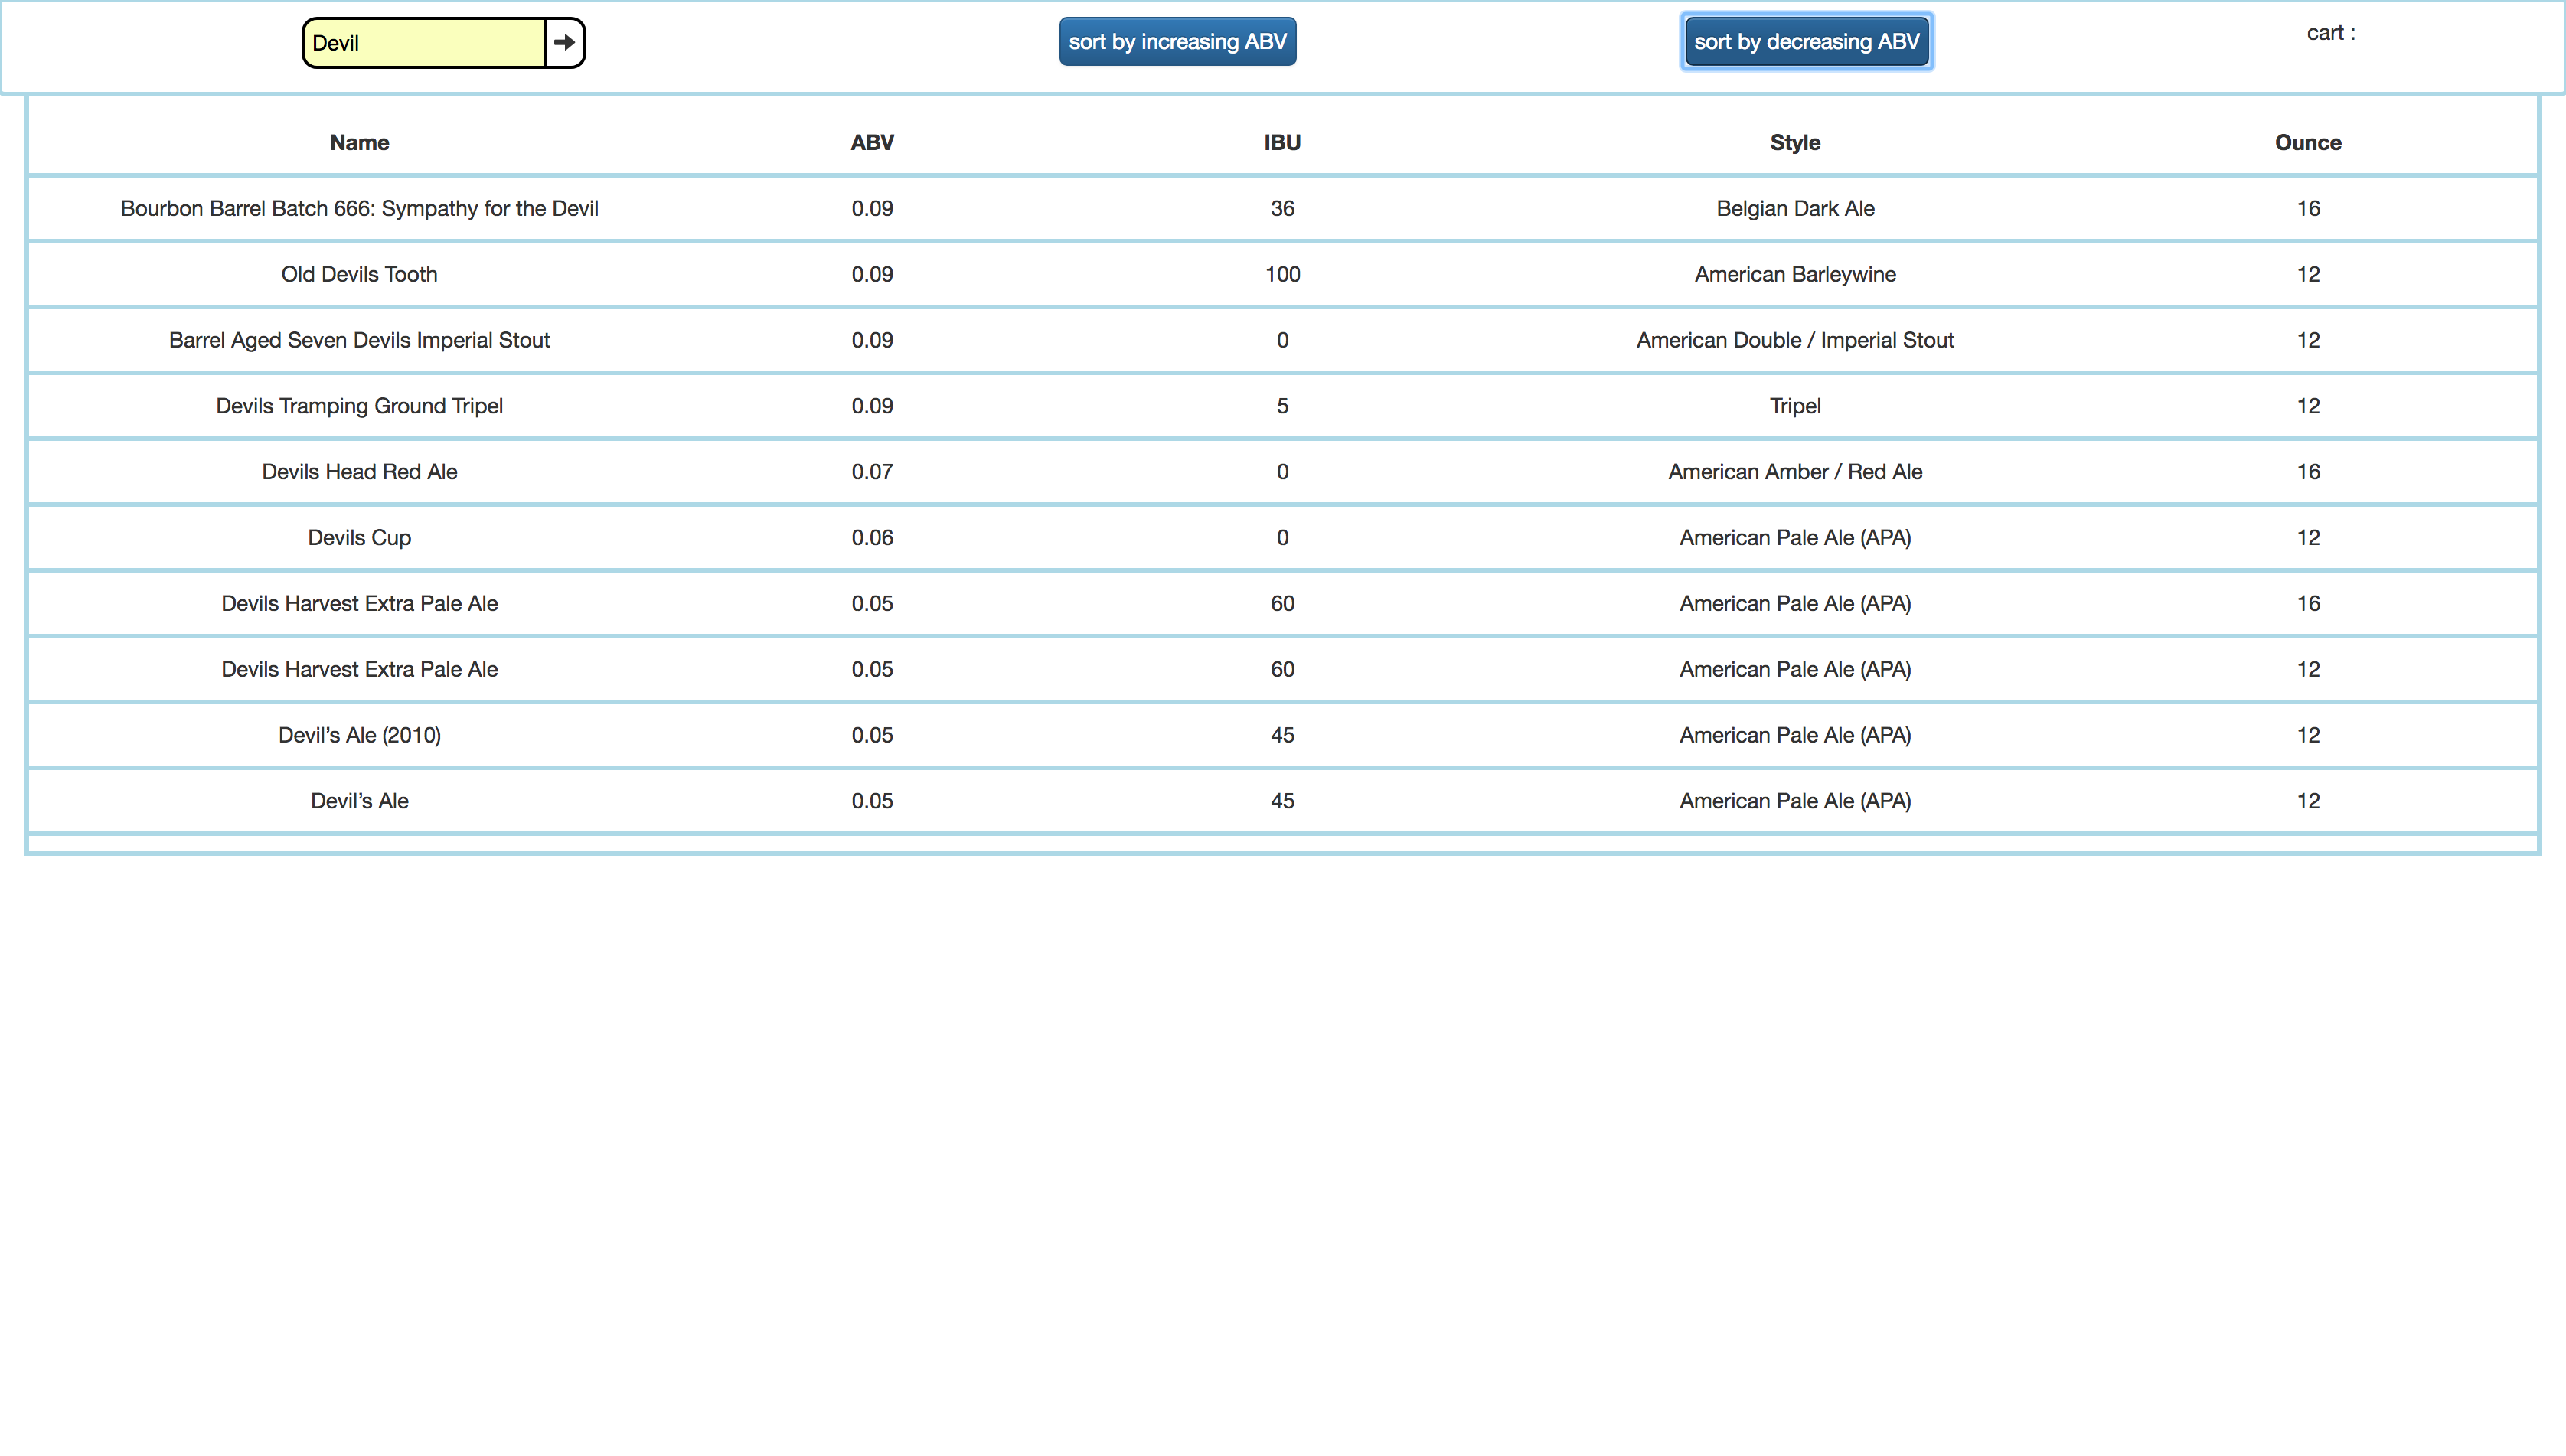 Devil sort by increasing ABV sort by decreasing ABV cart :
Name ABV IBU Style Ounce
Bourbon Barrel Batch 666: Sympathy for the Devil 0.09 36 Belgian Dark Ale 16
Old Devils Tooth 0.09 100 American Barleywine 12
Barrel Aged Seven Devils Imperial Stout 0.09 0 American Double / Imperial Stout 12
Devils Tramping Ground Tripel 0.09 5 Tripel 12
Devils Head Red Ale 0.07 0 American Amber / Red Ale 16
Devils Cup 0.06 0 American Pale Ale (APA) 12
Devils Harvest Extra Pale Ale 0.05 60 American Pale Ale (APA) 16
Devils Harvest Extra Pale Ale 0.05 60 American Pale Ale (APA) 12
Devil’s Ale (2010) 0.05 45 American Pale Ale (APA) 12
Devil’s Ale 0.05 45 American Pale Ale (APA) 12